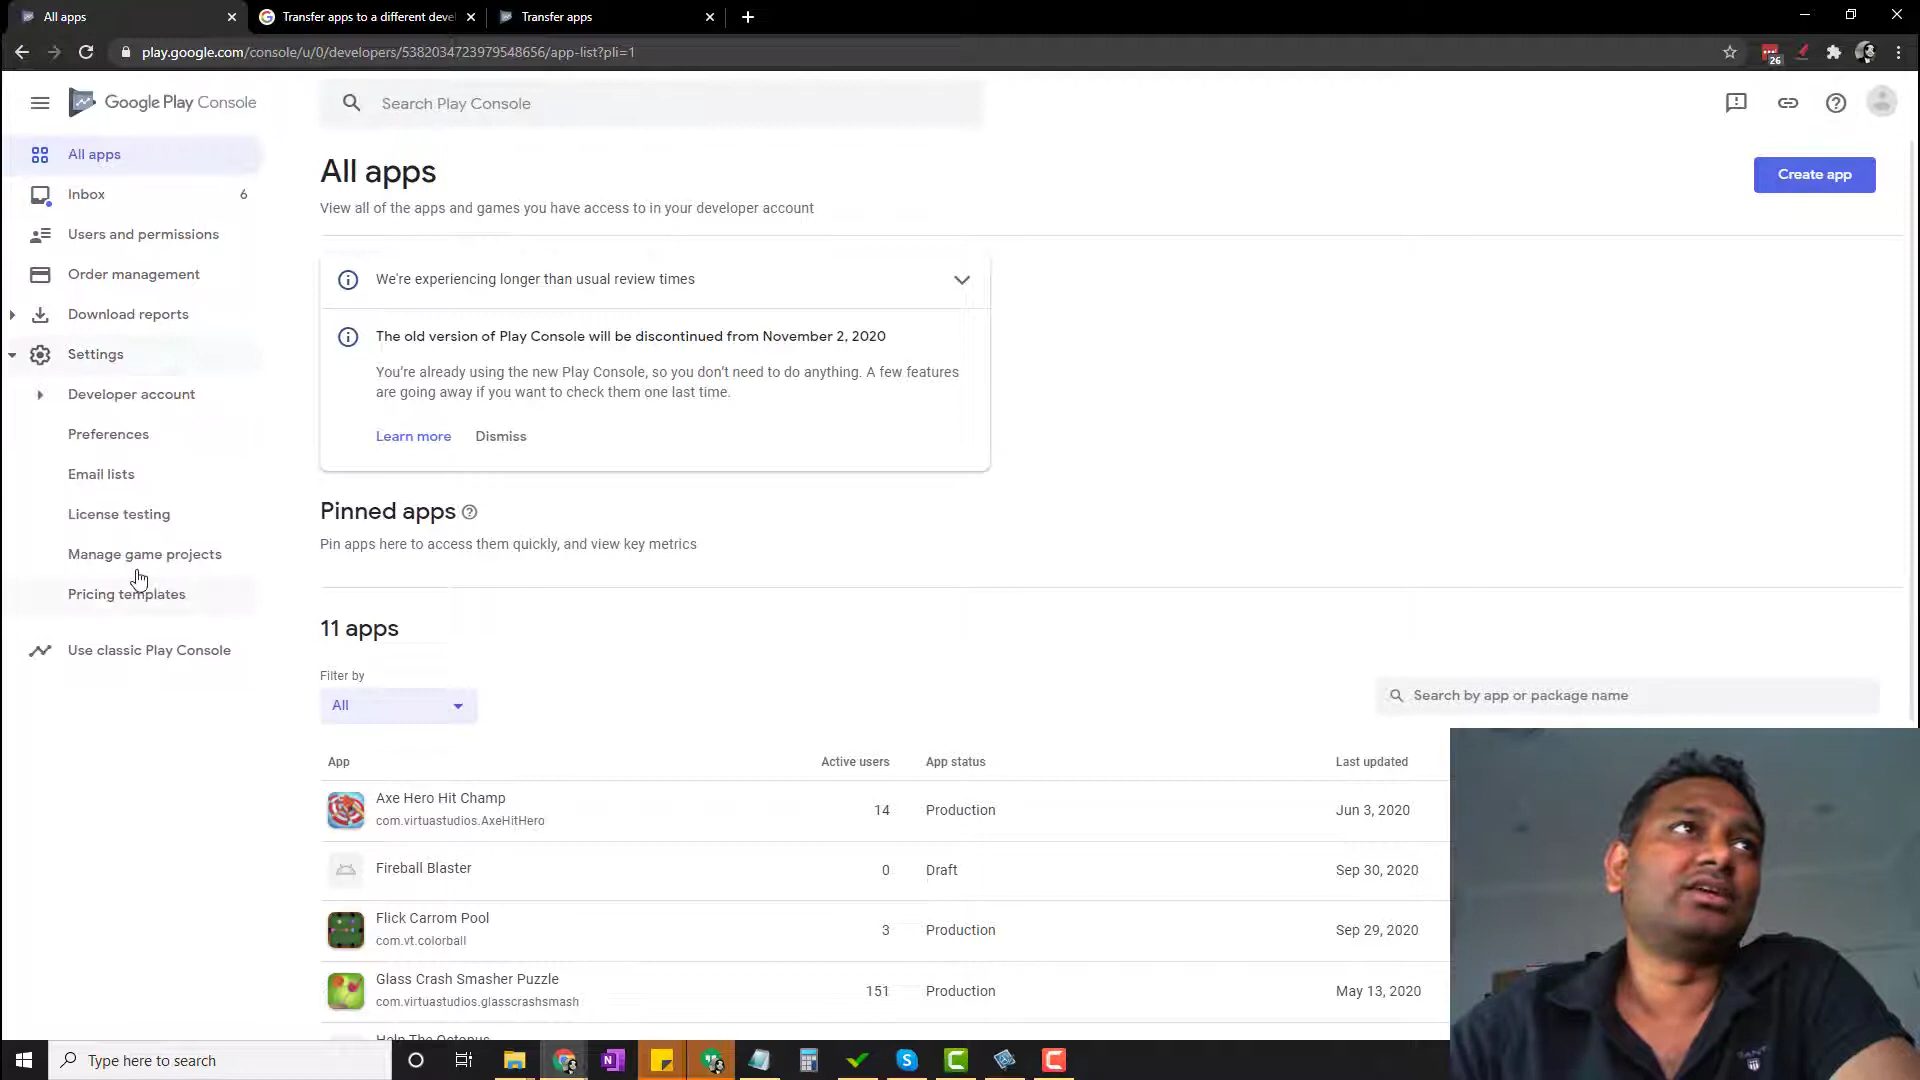 All apps
Transfer apps to a different deve
Transfer apps
play.google.com/console/u/0/developers/5382034723979548656/app-list?pli=1
26
Google Play Console
Search Play Console
All apps
Inbox 6
Users and permissions
Order management
Download reports
Settings
Developer account
Preferences
Email lists
License testing
Manage game projects
Pricing templates
Use classic Play Console
All apps
Create app
View all of the apps and games you have access to in your developer account
We're experiencing longer than usual review times
The old version of Play Console will be discontinued from November 2, 2020
You're already using the new Play Console, so you don't need to do anything. A few features
are going away if you want to check them one last time.
Learn more Dismiss
Pinned apps
Pin apps here to access them quickly, and view key metrics
11 apps
Filter by
All
Search by app or package name
App Active users App status Last updated
Axe Hero Hit Champ
com.virtuastudios.AxeHitHero
14 Production Jun 3, 2020
Fireball Blaster
0 Draft Sep 30, 2020
Flick Carrom Pool
com.vt.colorball
3 Production Sep 29, 2020
Glass Crash Smasher Puzzle
com.virtuastudios.glasscrashsmash
151 Production May 13, 2020
Help The Octopus
Type here to search